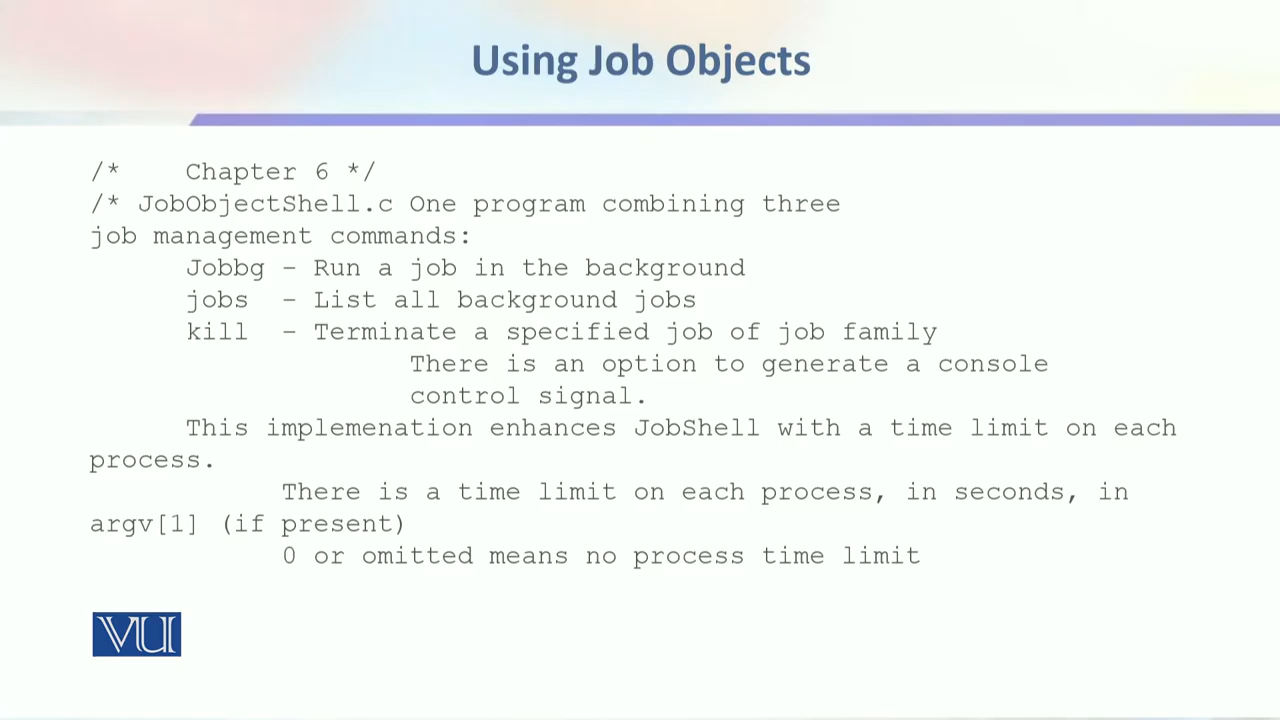 Using Job Objects
/* Chapter 6 */
/* JobObjectShell.c One program combining three
job management commands:
Jobbg - Run a job in the background
jobs - List all background jobs
kill - Terminate a specified job of job family
There is an option to generate a console
control signal.
This implemenation enhances JobShell with a time limit on each
process.
There is a time limit on each process, in seconds, in
argv[1] (if present)
0 or omitted means no process time limit
VU